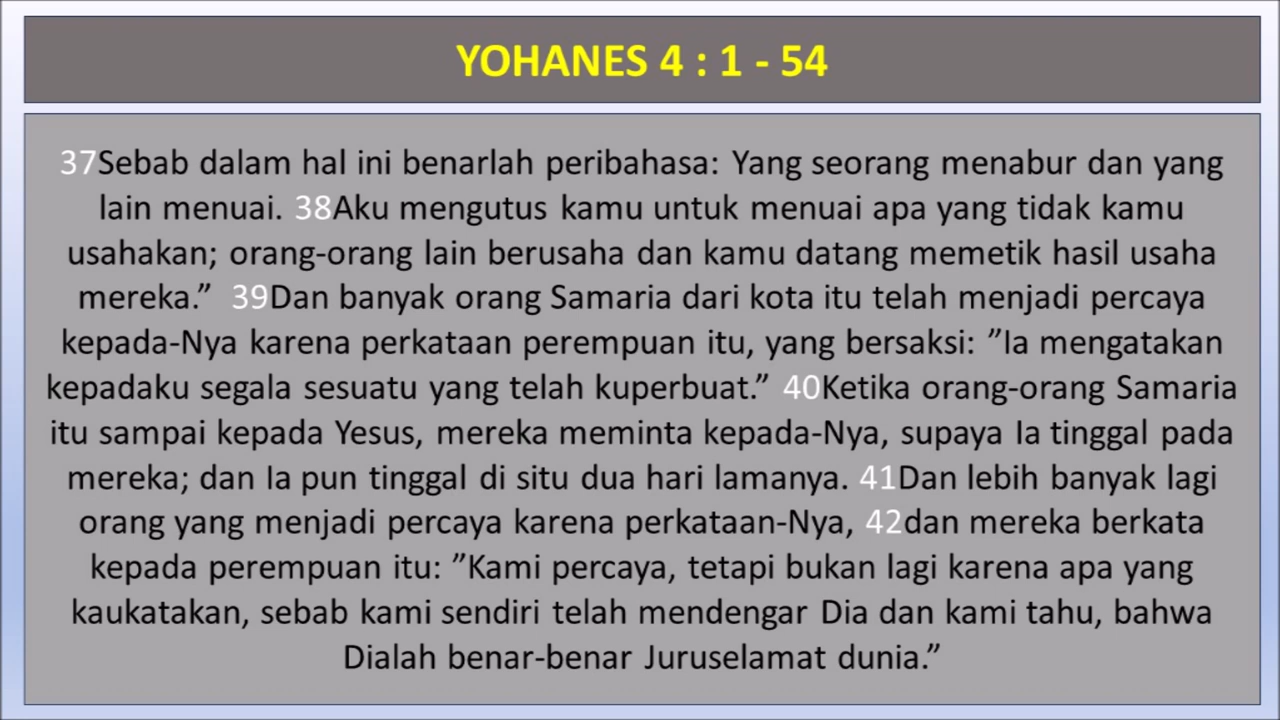 YOHANES 4 : 1 - 54
37Sebab dalam hal ini benarlah peribahasa: Yang seorang menabur dan yang
lain menuai. 38Aku mengutus kamu untuk menuai apa yang tidak kamu
usahakan; orang-orang lain berusaha dan kamu datang memetik hasil usaha
mereka.” 39Dan banyak orang Samaria dari kota itu telah menjadi percaya
kepada-Nya karena perkataan perempuan itu, yang bersaksi: ”Ia mengatakan
kepadaku segala sesuatu yang telah kuperbuat.” 40Ketika orang-orang Samaria
itu sampai kepada Yesus, mereka meminta kepada-Nya, supaya Ia tinggal pada
mereka; dan Ia pun tinggal di situ dua hari lamanya. 41Dan lebih banyak lagi
orang yang menjadi percaya karena perkataan-Nya, 42dan mereka berkata
kepada perempuan itu: ”Kami percaya, tetapi bukan lagi karena apa yang
kaukatakan, sebab kami sendiri telah mendengar Dia dan kami tahu, bahwa
Dialah benar-benar Juruselamat dunia.”